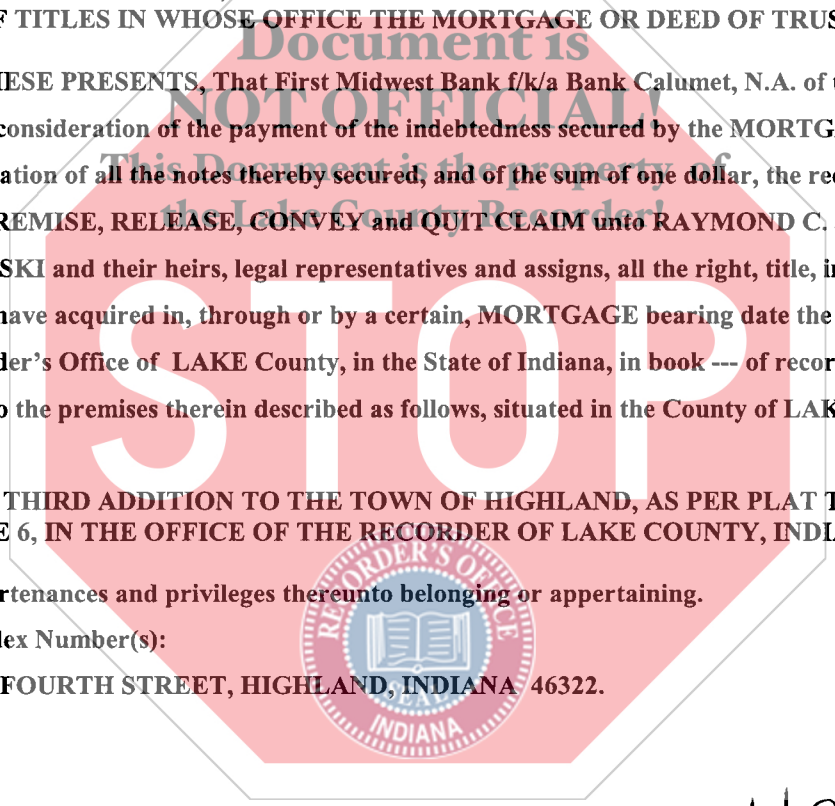 F TITLES IN WHOSE OFFICE THE MORTGAGE OR DEED OF TRUS
Document is
IESE PRESENTS, That First Midwest Bank f/k/a Bank Calumet, N.A. of t
NOT OFFICIAL!
consideration of the payment of the indebtedness secured by the MORTG
This Document is the property of
ation of all the notes thereby secured, and of the sum of one dollar, the rec
the Lake County Recorder!
REMISE, RELEASE, CONVEY and QUIT CLAIM unto RAYMOND C.
SKI and their heirs, legal representatives and assigns, all the right, title, in
have acquired in, through or by a certain, MORTGAGE bearing date the
der's Office of LAKE County, in the State of Indiana, in book --- of recor
o the premises therein described as follows, situated in the County of LAK
STOP
THIRD ADDITION TO THE TOWN OF HIGHLAND, AS PER PLAT T
E 6, IN THE OFFICE OF THE RECORDER OF LAKE COUNTY, INDI
rtenances and privileges thereunto belonging or appertaining.
lex Number(s):
FOURTH STREET, HIGHLAND, INDIANA 46322.
RECORDER'S OFFICE
SEAL
INDIANA